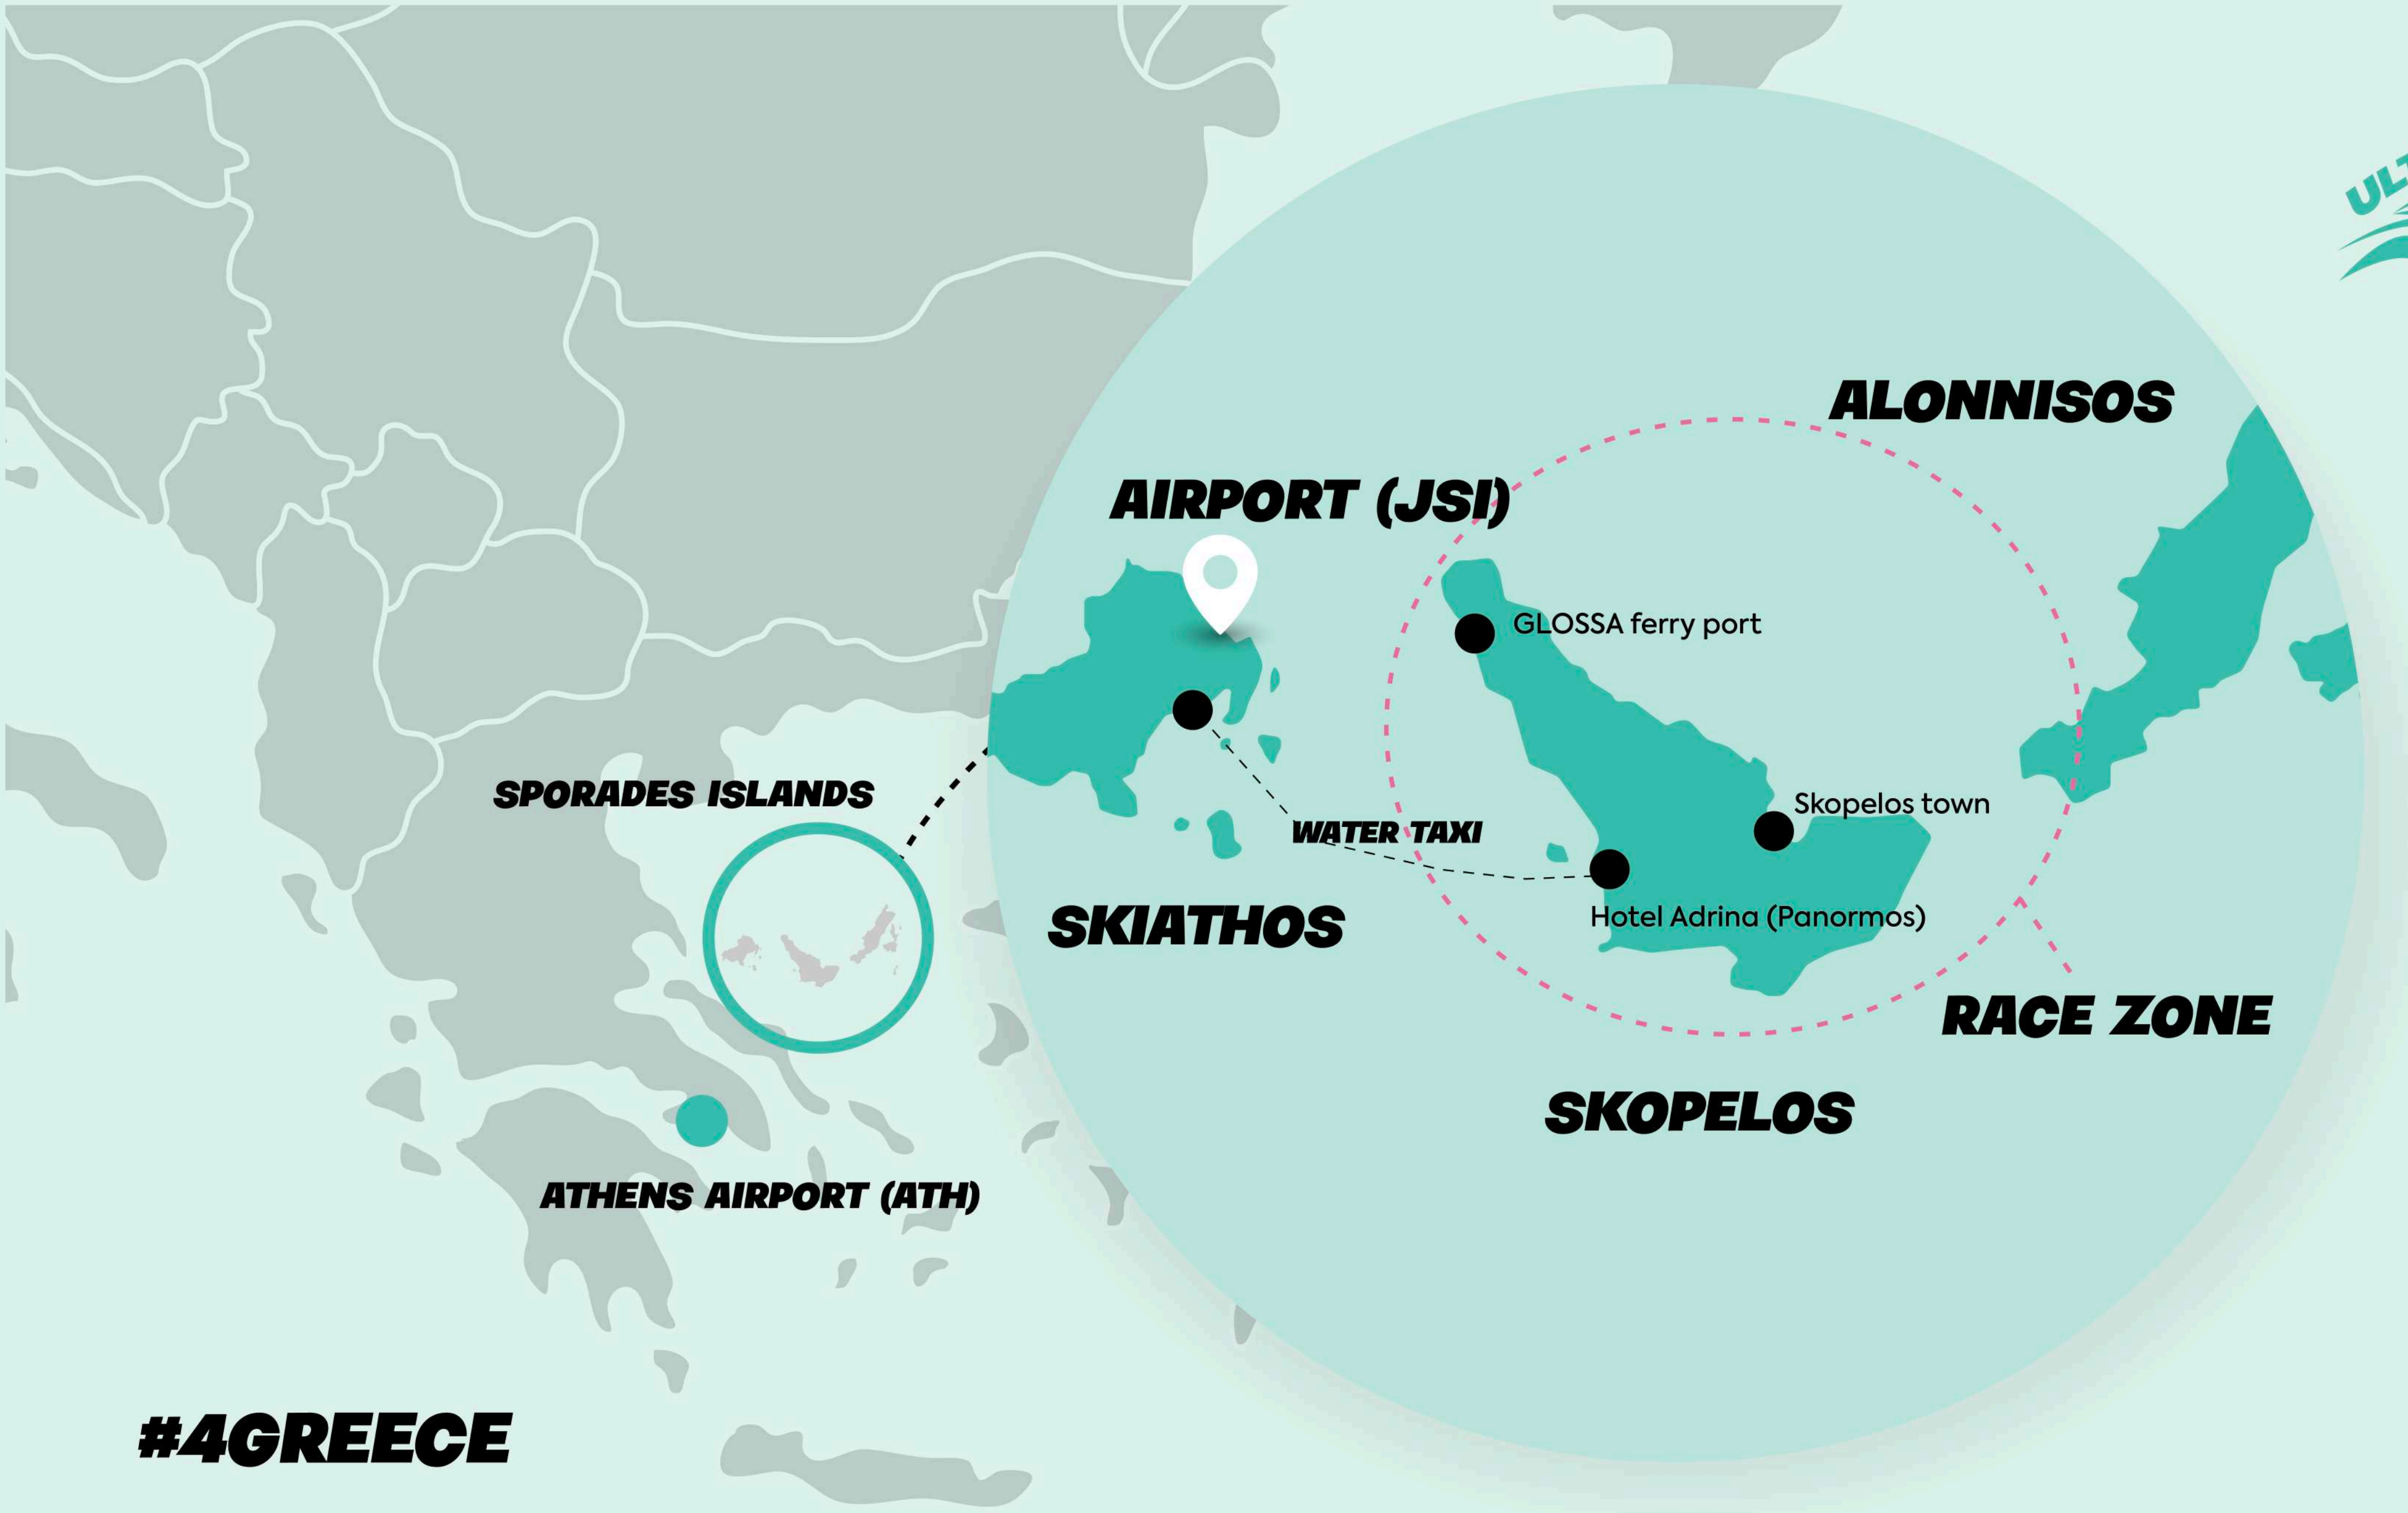 ALONNISOS
AIRPORT (JSI)
GLOSSA ferry port
SPORADES ISLANDS
Skopelos town
WATER TAXI
SKIATHOS
Hotel Adrina (Panormos)
RACE ZONE
SKOPELOS
ATHENS AIRPORT (ATH)
#4GREECE